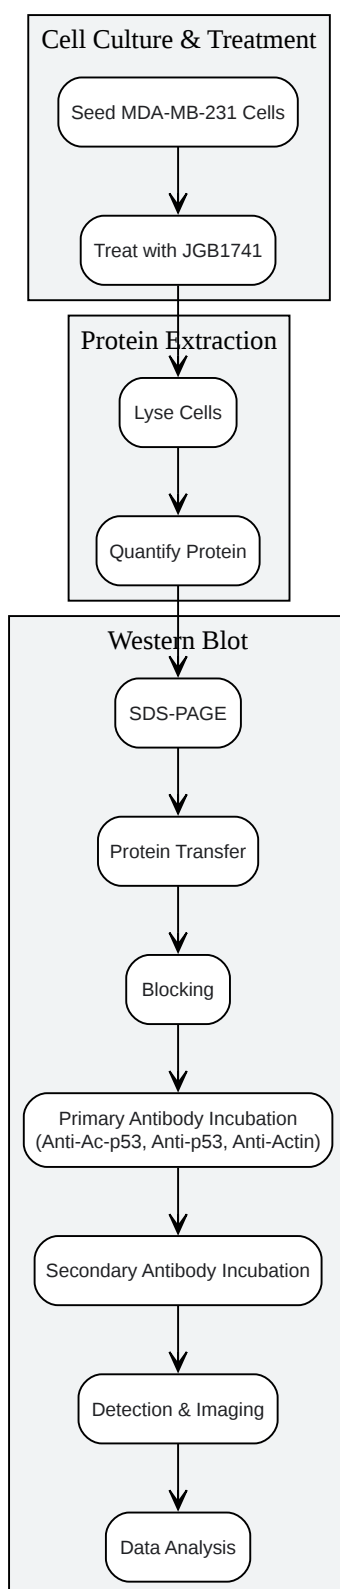 Cell Culture & Treatment
Seed MDA-MB-231 Cells
Treat with JGB1741
Protein Extraction
Lyse Cells
Quantify Protein
Western Blot
SDS-PAGE
Protein Transfer
Blocking
Primary Antibody Incubation
(Anti-Ac-p53, Anti-p53, Anti-Actin)
Secondary Antibody Incubation
Detection & Imaging
Data Analysis